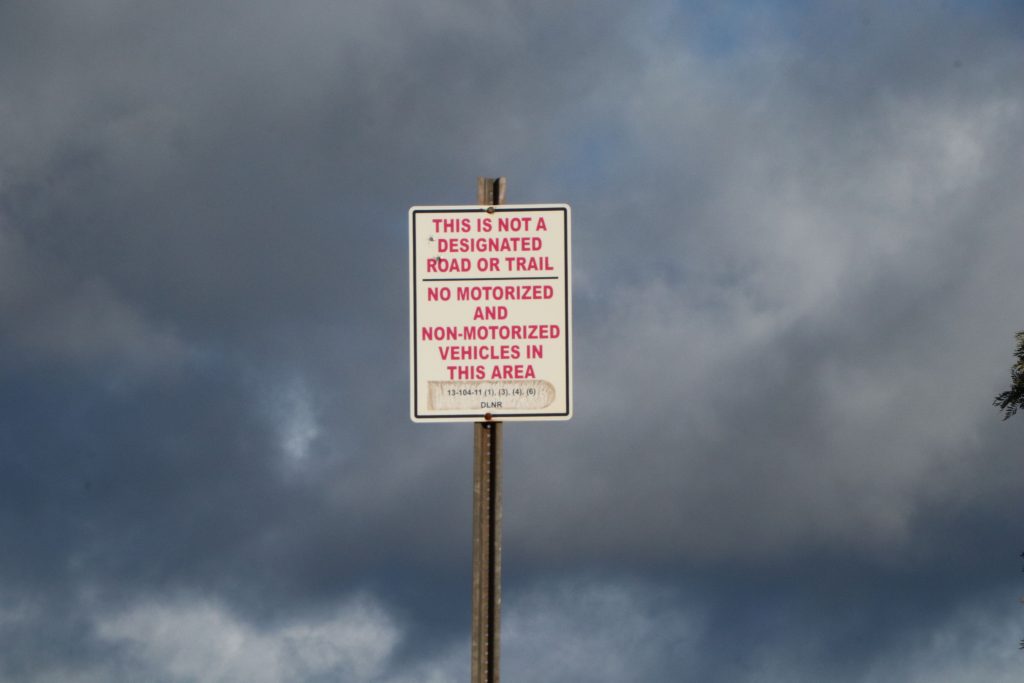 THIS IS NOT A
DESIGNATED
ROAD OR TRAIL
NO MOTORIZED
AND
NON-MOTORIZED
VEHICLES IN
THIS AREA
13-104-11 (1), (3), (4), (6)
DLNR